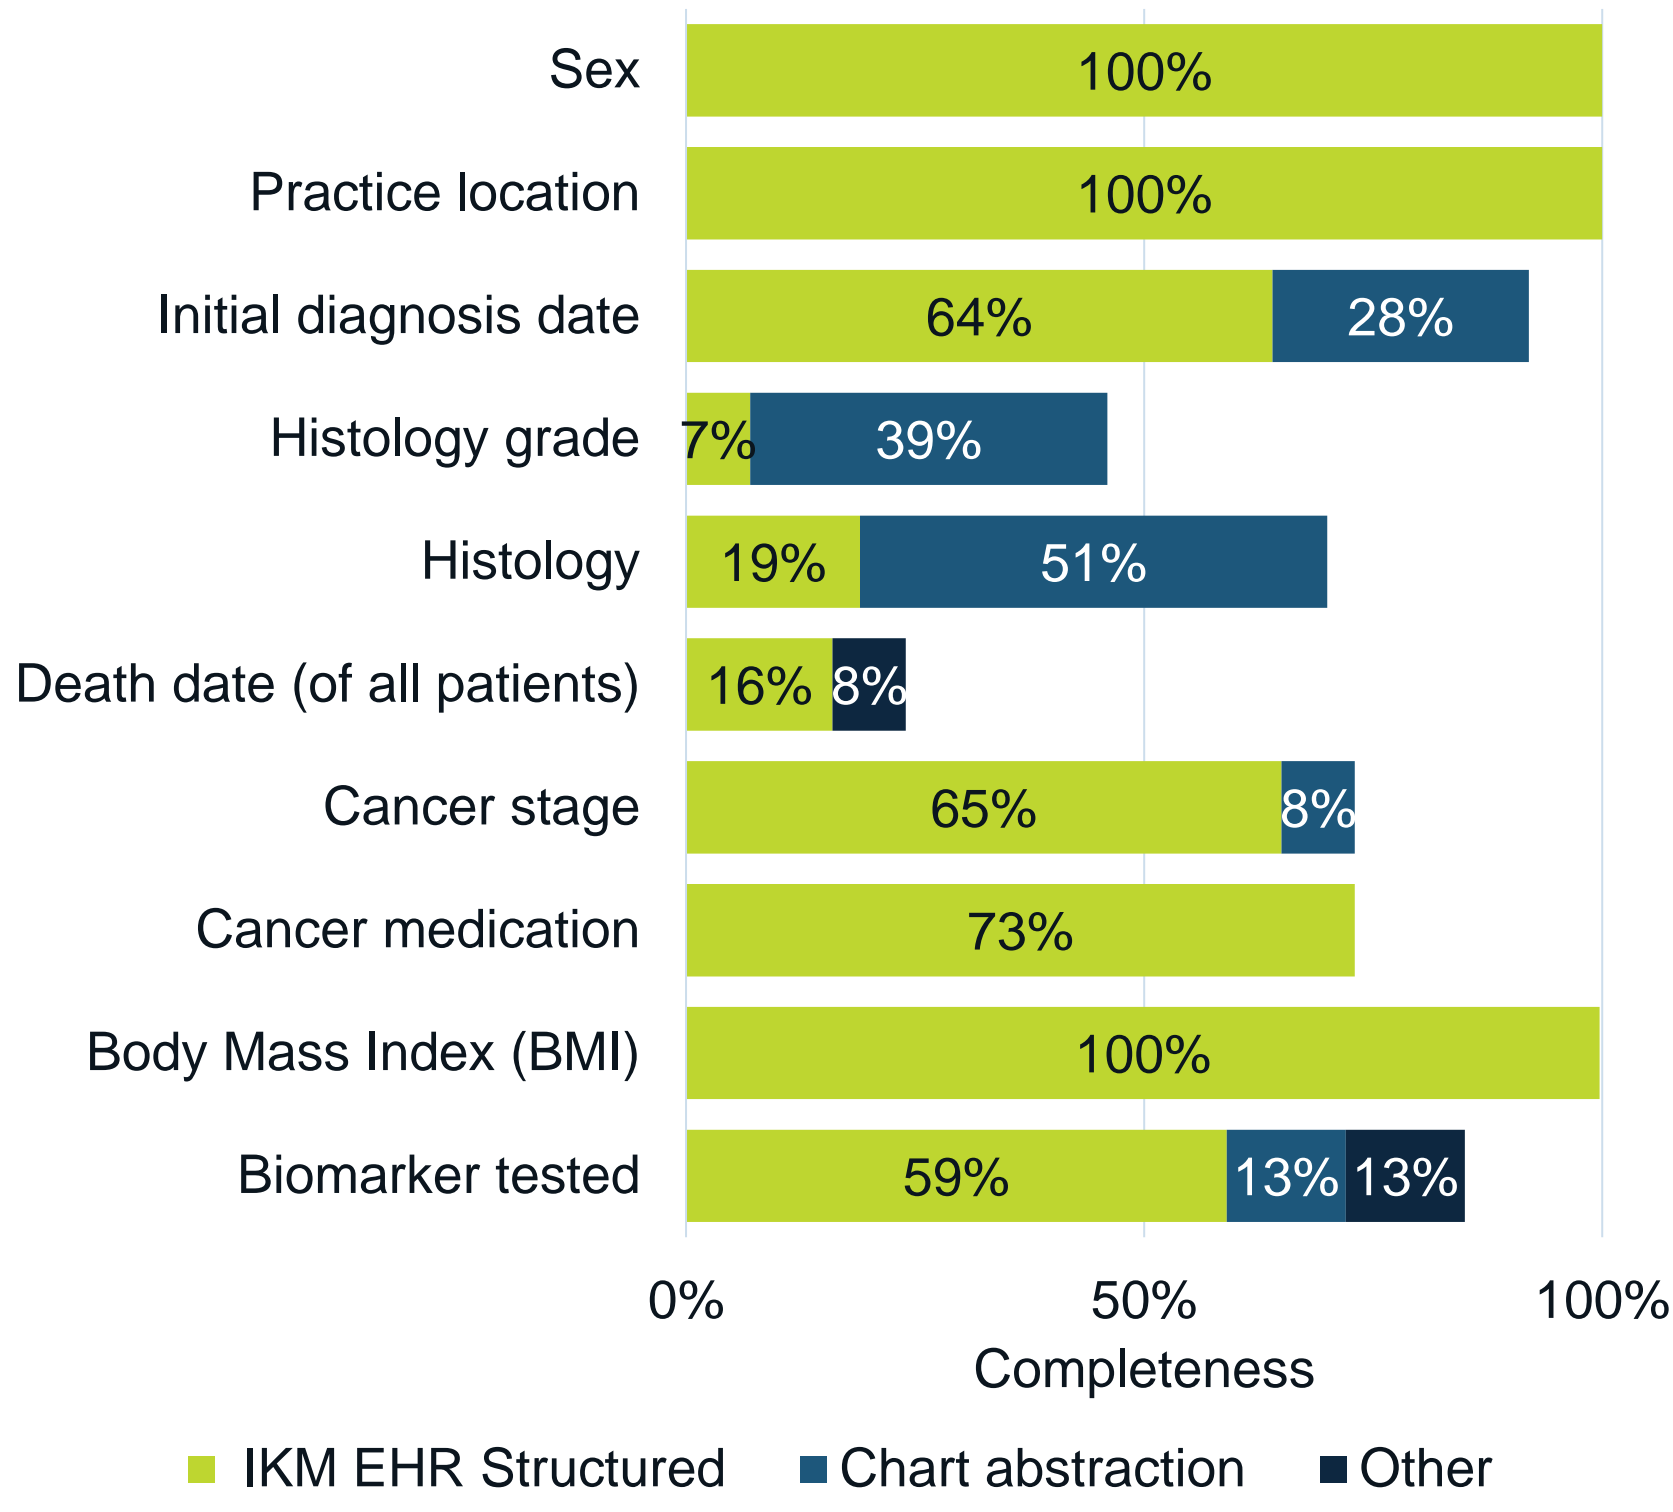 Sex 100%
Practice location 100%
Initial diagnosis date 64% 28%
Histology grade 7% 39%
Histology 19% 51%
Death date (of all patients) 16% 8%
Cancer stage 65% 8%
Cancer medication 73%
Body Mass Index (BMI) 100%
Biomarker tested 59% 13% 13%
0% 50% 100%
Completeness
IKM EHR Structured Chart abstraction Other